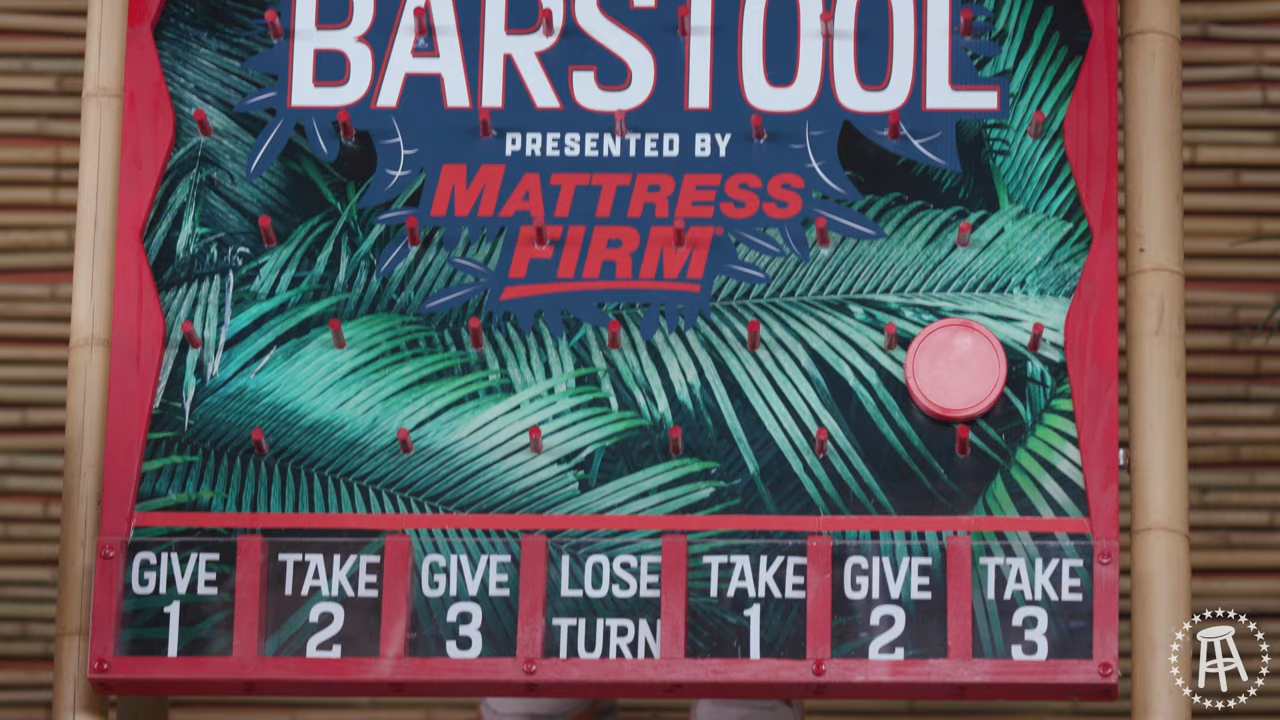 BARSTOOL
PRESENTED BY
MATTRESS
FIRM
GIVE 1
TAKE 2
GIVE 3
LOSE TURN
TAKE 1
GIVE 2
TAKE 3